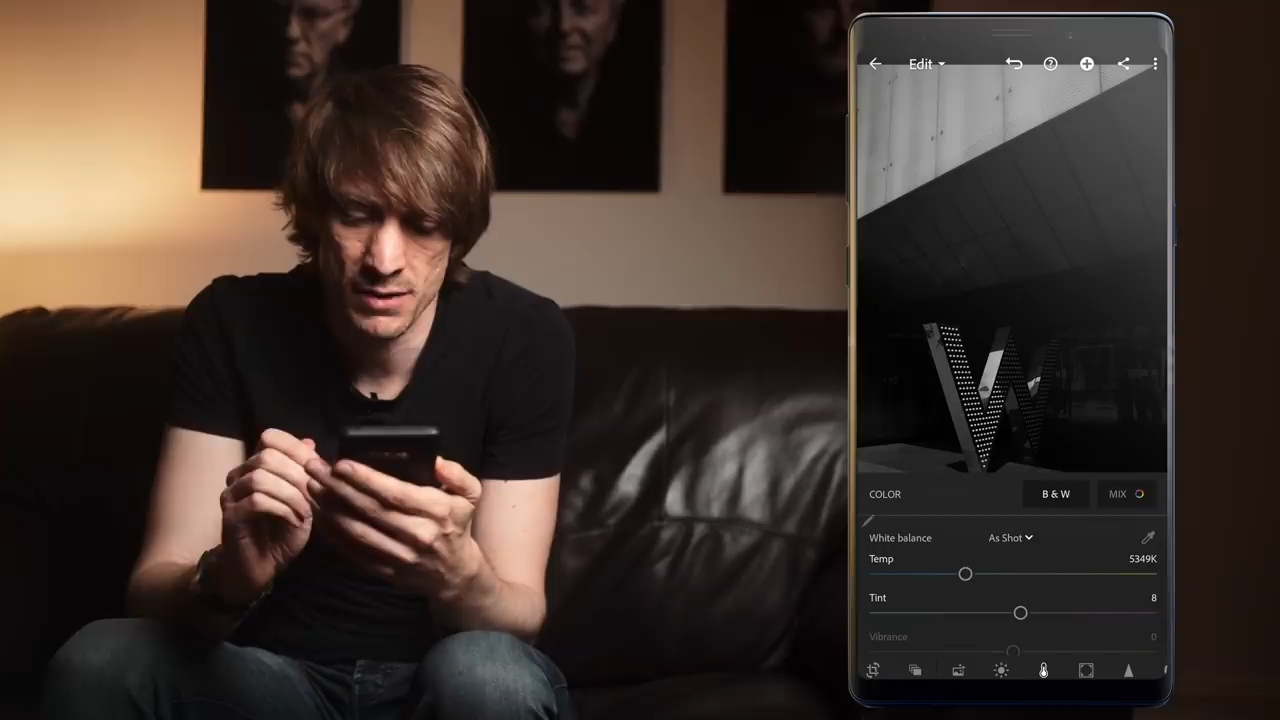 Edit
COLOR B & W MIX
White balance As Shot
Temp 5349K
Tint 8
Vibrance 0